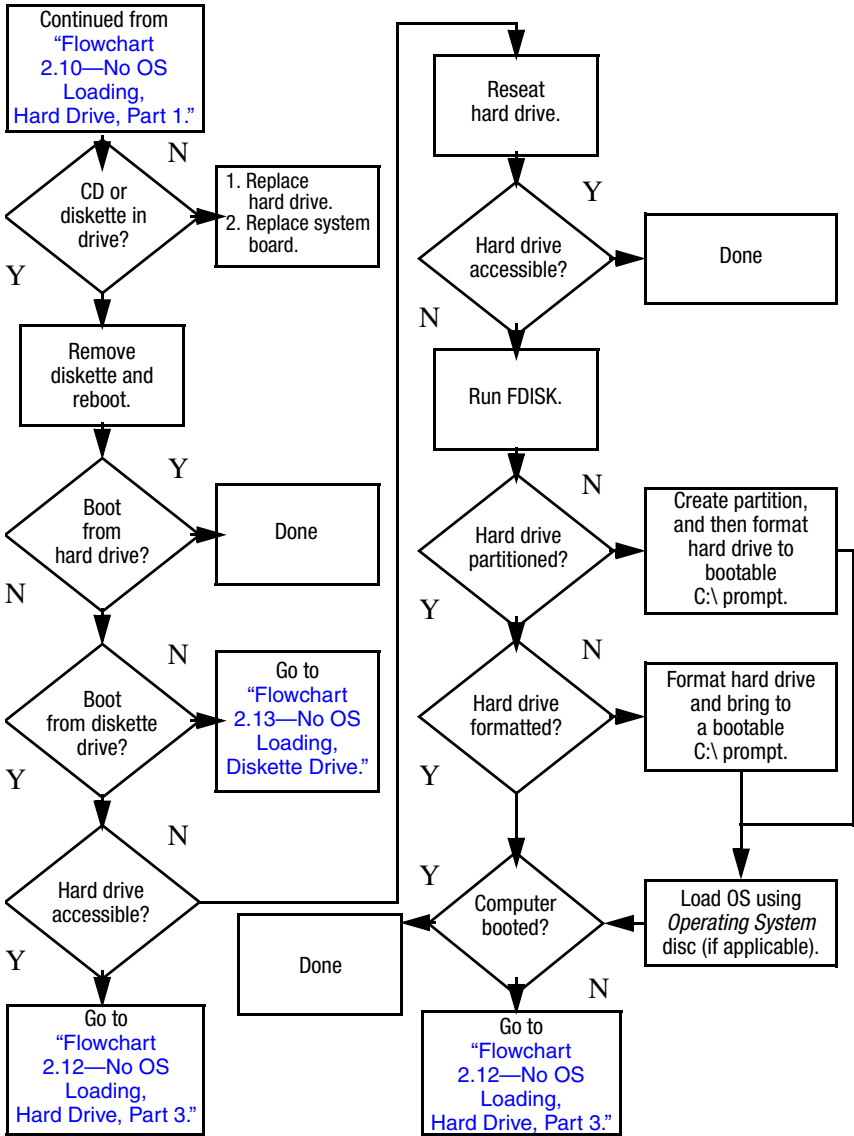 Continued from
“Flowchart
2.10—No OS
Loading,
Hard Drive, Part 1.”
N
CD or
diskette in
drive?
1. Replace
hard drive.
2. Replace system
board.
Y
Remove
diskette and
reboot.
Y
Boot
from
hard drive?
Done
N
N
Boot
from diskette
drive?
Go to
“Flowchart
2.13—No OS
Loading,
Diskette Drive.”
Y
N
Hard drive
accessible?
Y
Go to
“Flowchart
2.12—No OS
Loading,
Hard Drive, Part 3.”
Reseat
hard drive.
Y
Hard drive
accessible?
Done
N
Run FDISK.
N
Hard drive
partitioned?
Create partition,
and then format
hard drive to
bootable
C:\ prompt.
Y
N
Hard drive
formatted?
Format hard drive
and bring to
a bootable
C:\ prompt.
Y
Y
Computer
booted?
Load OS using
Operating System
disc (if applicable).
Done
N
Go to
“Flowchart
2.12—No OS
Loading,
Hard Drive, Part 3.”